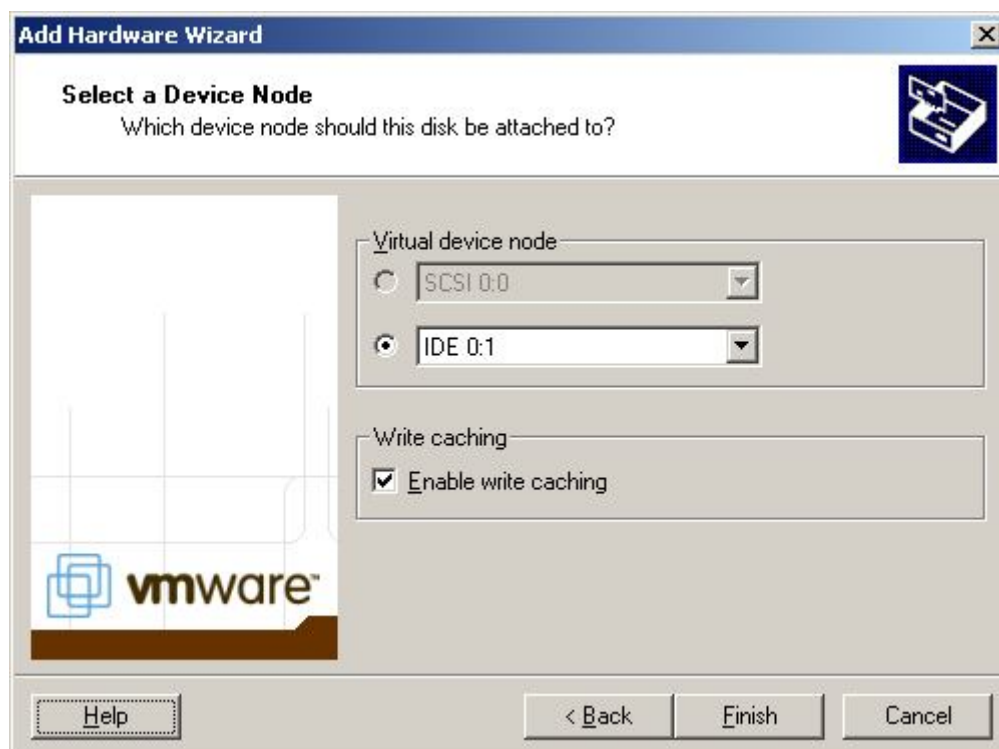 Add Hardware Wizard
Select a Device Node
Which device node should this disk be attached to?
Virtual device node
SCSI 0:0
IDE 0:1
Write caching
Enable write caching
vmware™
Help
< Back
Finish
Cancel